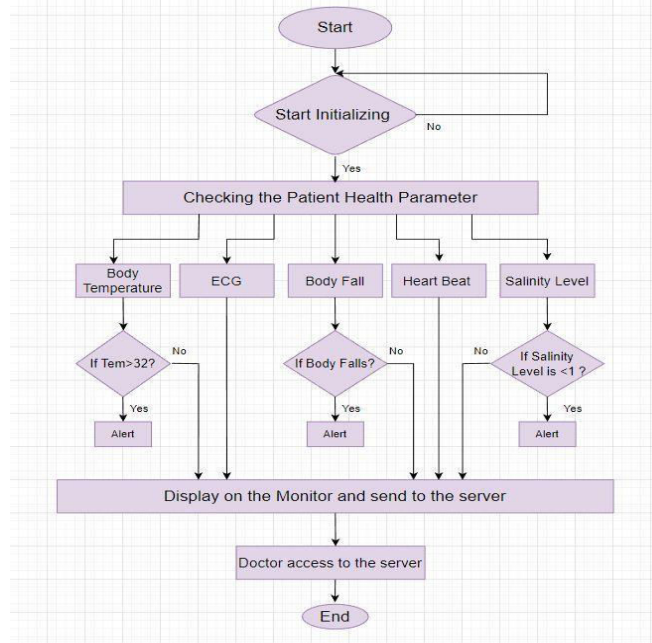 Start
Start Initializing
No
Yes
Checking the Patient Health Parameter
Body
Temperature
ECG
Body Fall
Heart Beat
Salinity Level
If Tem>32?
No
If Body Falls?
No
No
If Salinity
Level is <1 ?
Yes
Yes
Yes
Alert
Alert
Alert
Display on the Monitor and send to the server
Doctor access to the server
End